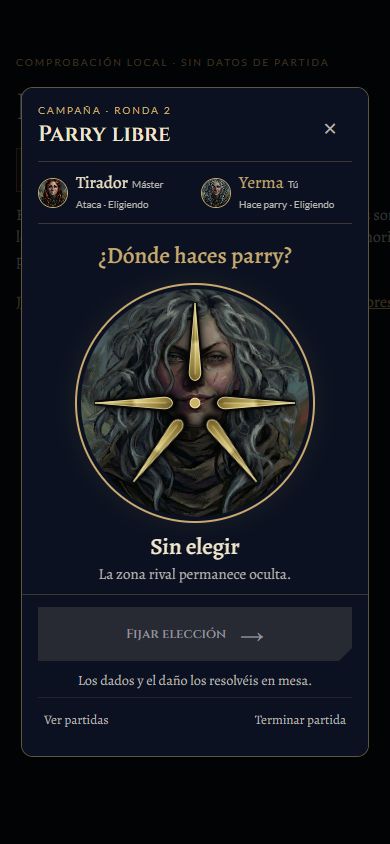 COMPROBACIÓN LOCAL · SIN DATOS DE PARTIDA
CAMPAÑA · RONDA 2
PARRY LIBRE
×
Tirador Máster
Ataca · Eligiendo
Yerma Tú
Hace parry · Eligiendo
¿Dónde haces parry?
Sin elegir
La zona rival permanece oculta.
FIJAR ELECCIÓN →
Los dados y el daño los resolvéis en mesa.
Ver partidas
Terminar partida